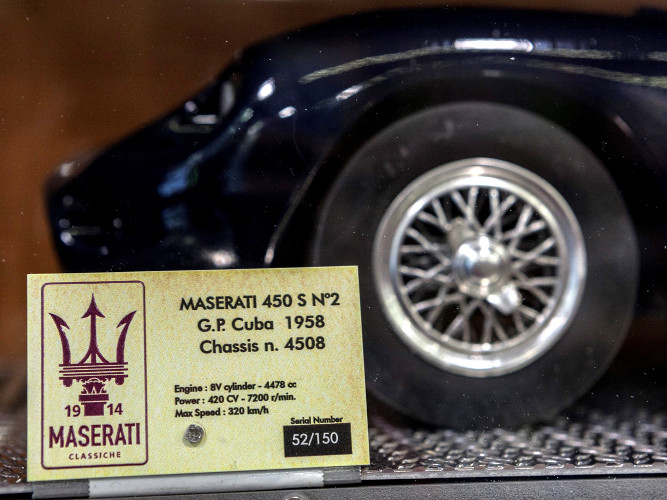 MASERATI 450 S Nº2
G.P. Cuba 1958
Chassis n. 4508
Engine : 8V cylinder - 4478 cc
Power : 420 CV - 7200 r/min.
Max Speed : 320 km/h
Serial Number
52/150
19 14
MASERATI
CLASSICHE